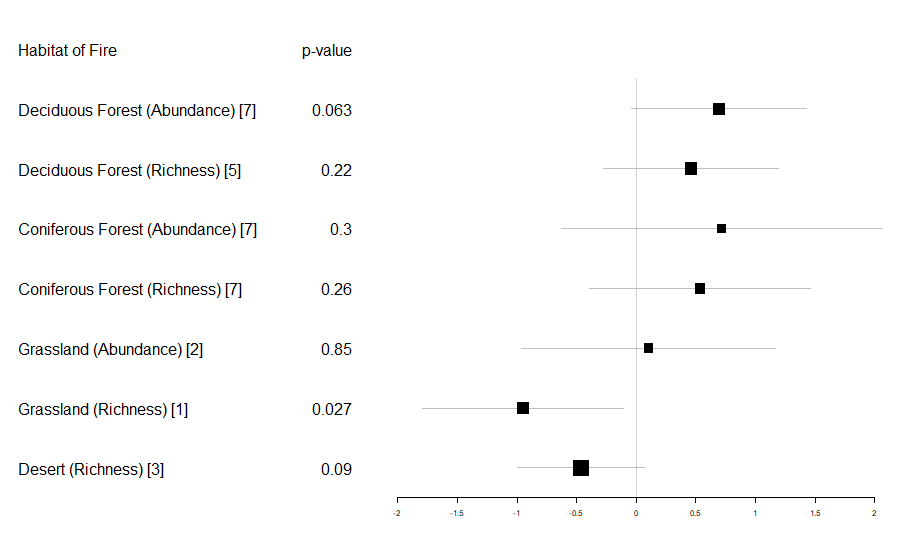 Habitat of Fire p-value
Deciduous Forest (Abundance) [7] 0.063
Deciduous Forest (Richness) [5] 0.22
Coniferous Forest (Abundance) [7] 0.3
Coniferous Forest (Richness) [7] 0.26
Grassland (Abundance) [2] 0.85
Grassland (Richness) [1] 0.027
Desert (Richness) [3] 0.09
-2 -1.5 -1 -0.5 0 0.5 1 1.5 2